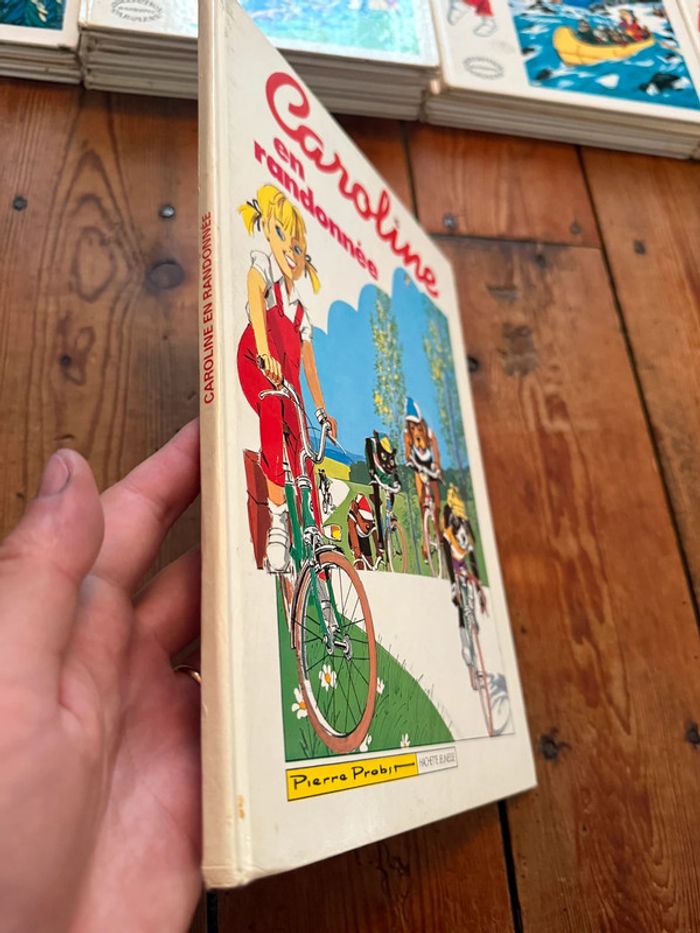 Caroline
en
randonnée
CAROLINE EN RANDONNÉE
Pierre Probst
HACHETTE JEUNESSE